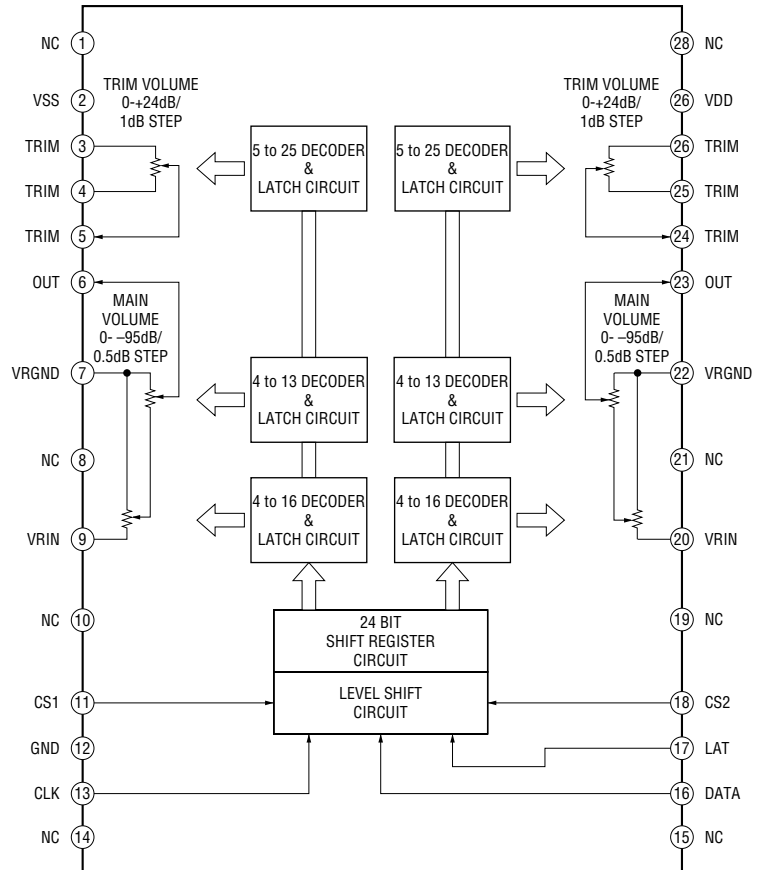 NC 1
28 NC
TRIM VOLUME
0-+24dB/
1dB STEP
TRIM VOLUME
0-+24dB/
1dB STEP
VSS 2
26 VDD
TRIM 3
26 TRIM
TRIM 4
25 TRIM
TRIM 5
24 TRIM
5 to 25 DECODER
&
LATCH CIRCUIT
5 to 25 DECODER
&
LATCH CIRCUIT
OUT 6
23 OUT
MAIN
VOLUME
0- –95dB/
0.5dB STEP
MAIN
VOLUME
0- –95dB/
0.5dB STEP
VRGND 7
22 VRGND
4 to 13 DECODER
&
LATCH CIRCUIT
4 to 13 DECODER
&
LATCH CIRCUIT
NC 8
21 NC
4 to 16 DECODER
&
LATCH CIRCUIT
4 to 16 DECODER
&
LATCH CIRCUIT
VRIN 9
20 VRIN
NC 10
19 NC
24 BIT
SHIFT REGISTER
CIRCUIT
LEVEL SHIFT
CIRCUIT
CS1 11
18 CS2
GND 12
17 LAT
CLK 13
16 DATA
NC 14
15 NC